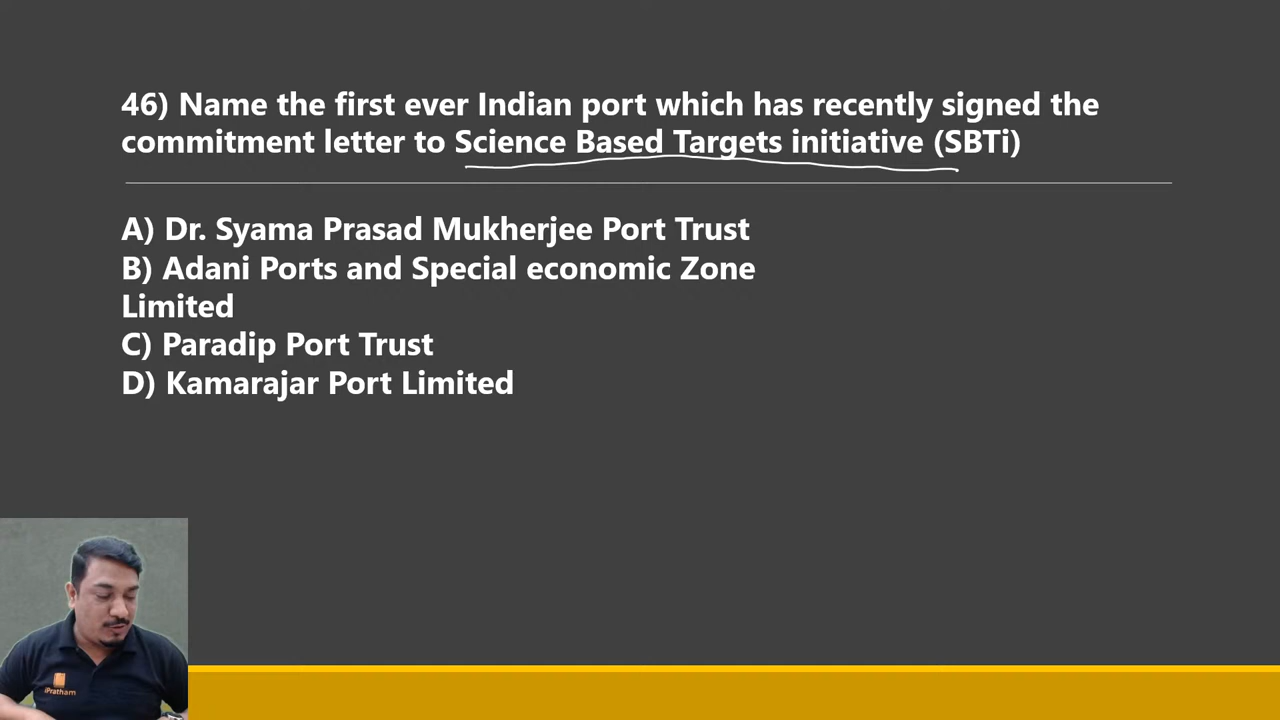 46) Name the first ever Indian port which has recently signed the
commitment letter to Science Based Targets initiative (SBTi)
A) Dr. Syama Prasad Mukherjee Port Trust
B) Adani Ports and Special economic Zone
Limited
C) Paradip Port Trust
D) Kamarajar Port Limited
iPratham